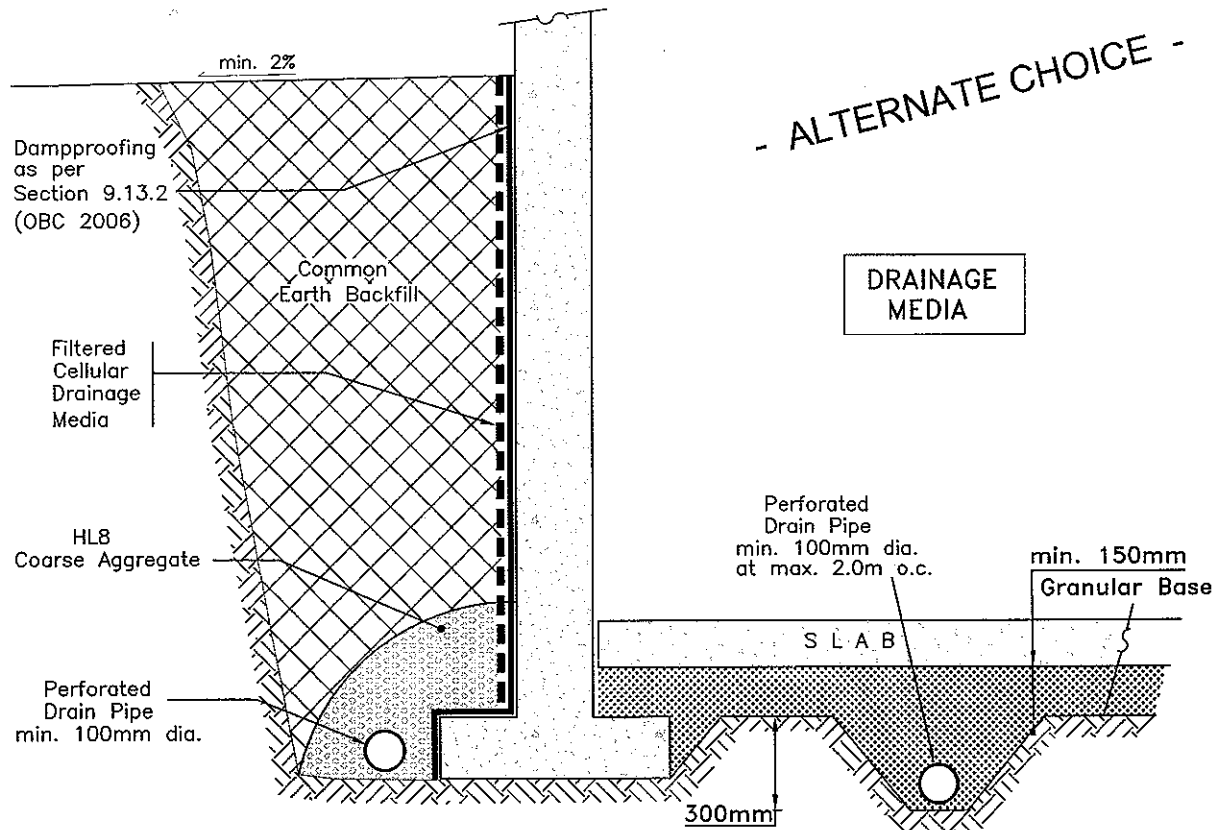 min. 2%
- ALTERNATE CHOICE -
Dampproofing
as per
Section 9.13.2
(OBC 2006)
Common
Earth Backfill
DRAINAGE
MEDIA
Filtered
Cellular
Drainage
Media
HL8
Coarse Aggregate
Perforated
Drain Pipe
min. 100mm dia.
at max. 2.0m o.c.
min. 150mm
Granular Base
SLAB
Perforated
Drain Pipe
min. 100mm dia.
300mm